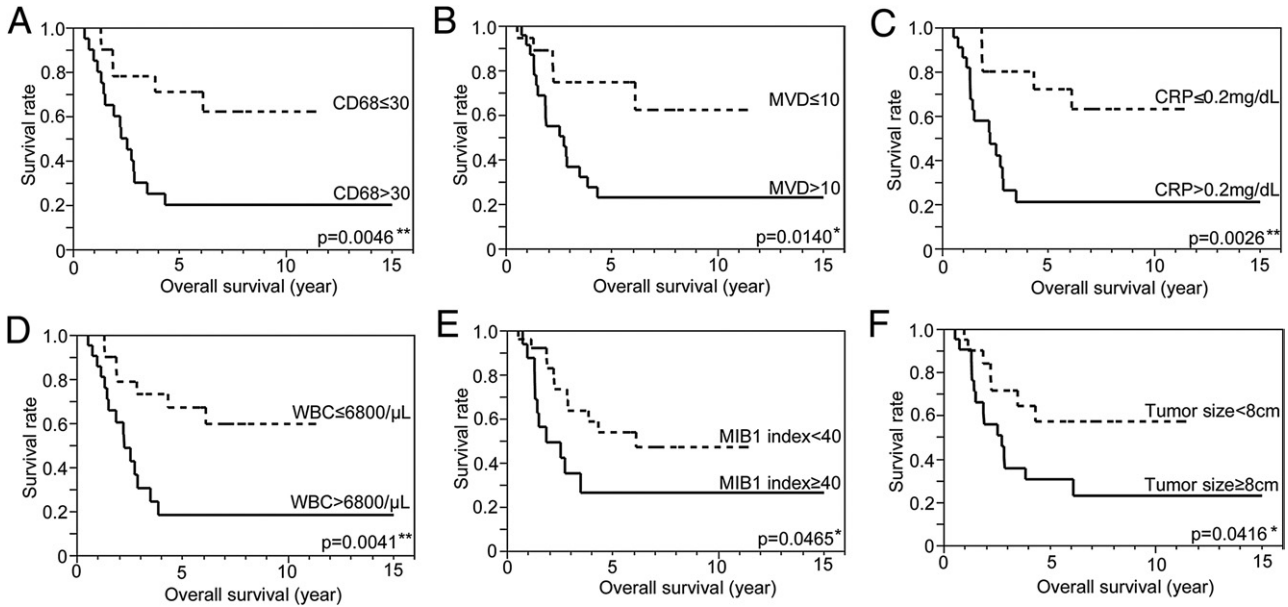 A
Survival rate
1.0
0.8
0.6
0.4
0.2
0
CD68≤30
CD68>30
p=0.0046**
0 5 10 15
Overall survival (year)
B
Survival rate
1.0
0.8
0.6
0.4
0.2
0
MVD≤10
MVD>10
p=0.0140*
0 5 10 15
Overall survival (year)
C
Survival rate
1.0
0.8
0.6
0.4
0.2
0
CRP≤0.2mg/dL
CRP>0.2mg/dL
p=0.0026**
0 5 10 15
Overall survival (year)
D
Survival rate
1.0
0.8
0.6
0.4
0.2
0
WBC≤6800/μL
WBC>6800/μL
p=0.0041**
0 5 10 15
Overall survival (year)
E
Survival rate
1.0
0.8
0.6
0.4
0.2
0
MIB1 index<40
MIB1 index≥40
p=0.0465*
0 5 10 15
Overall survival (year)
F
Survival rate
1.0
0.8
0.6
0.4
0.2
0
Tumor size<8cm
Tumor size≥8cm
p=0.0416*
0 5 10 15
Overall survival (year)